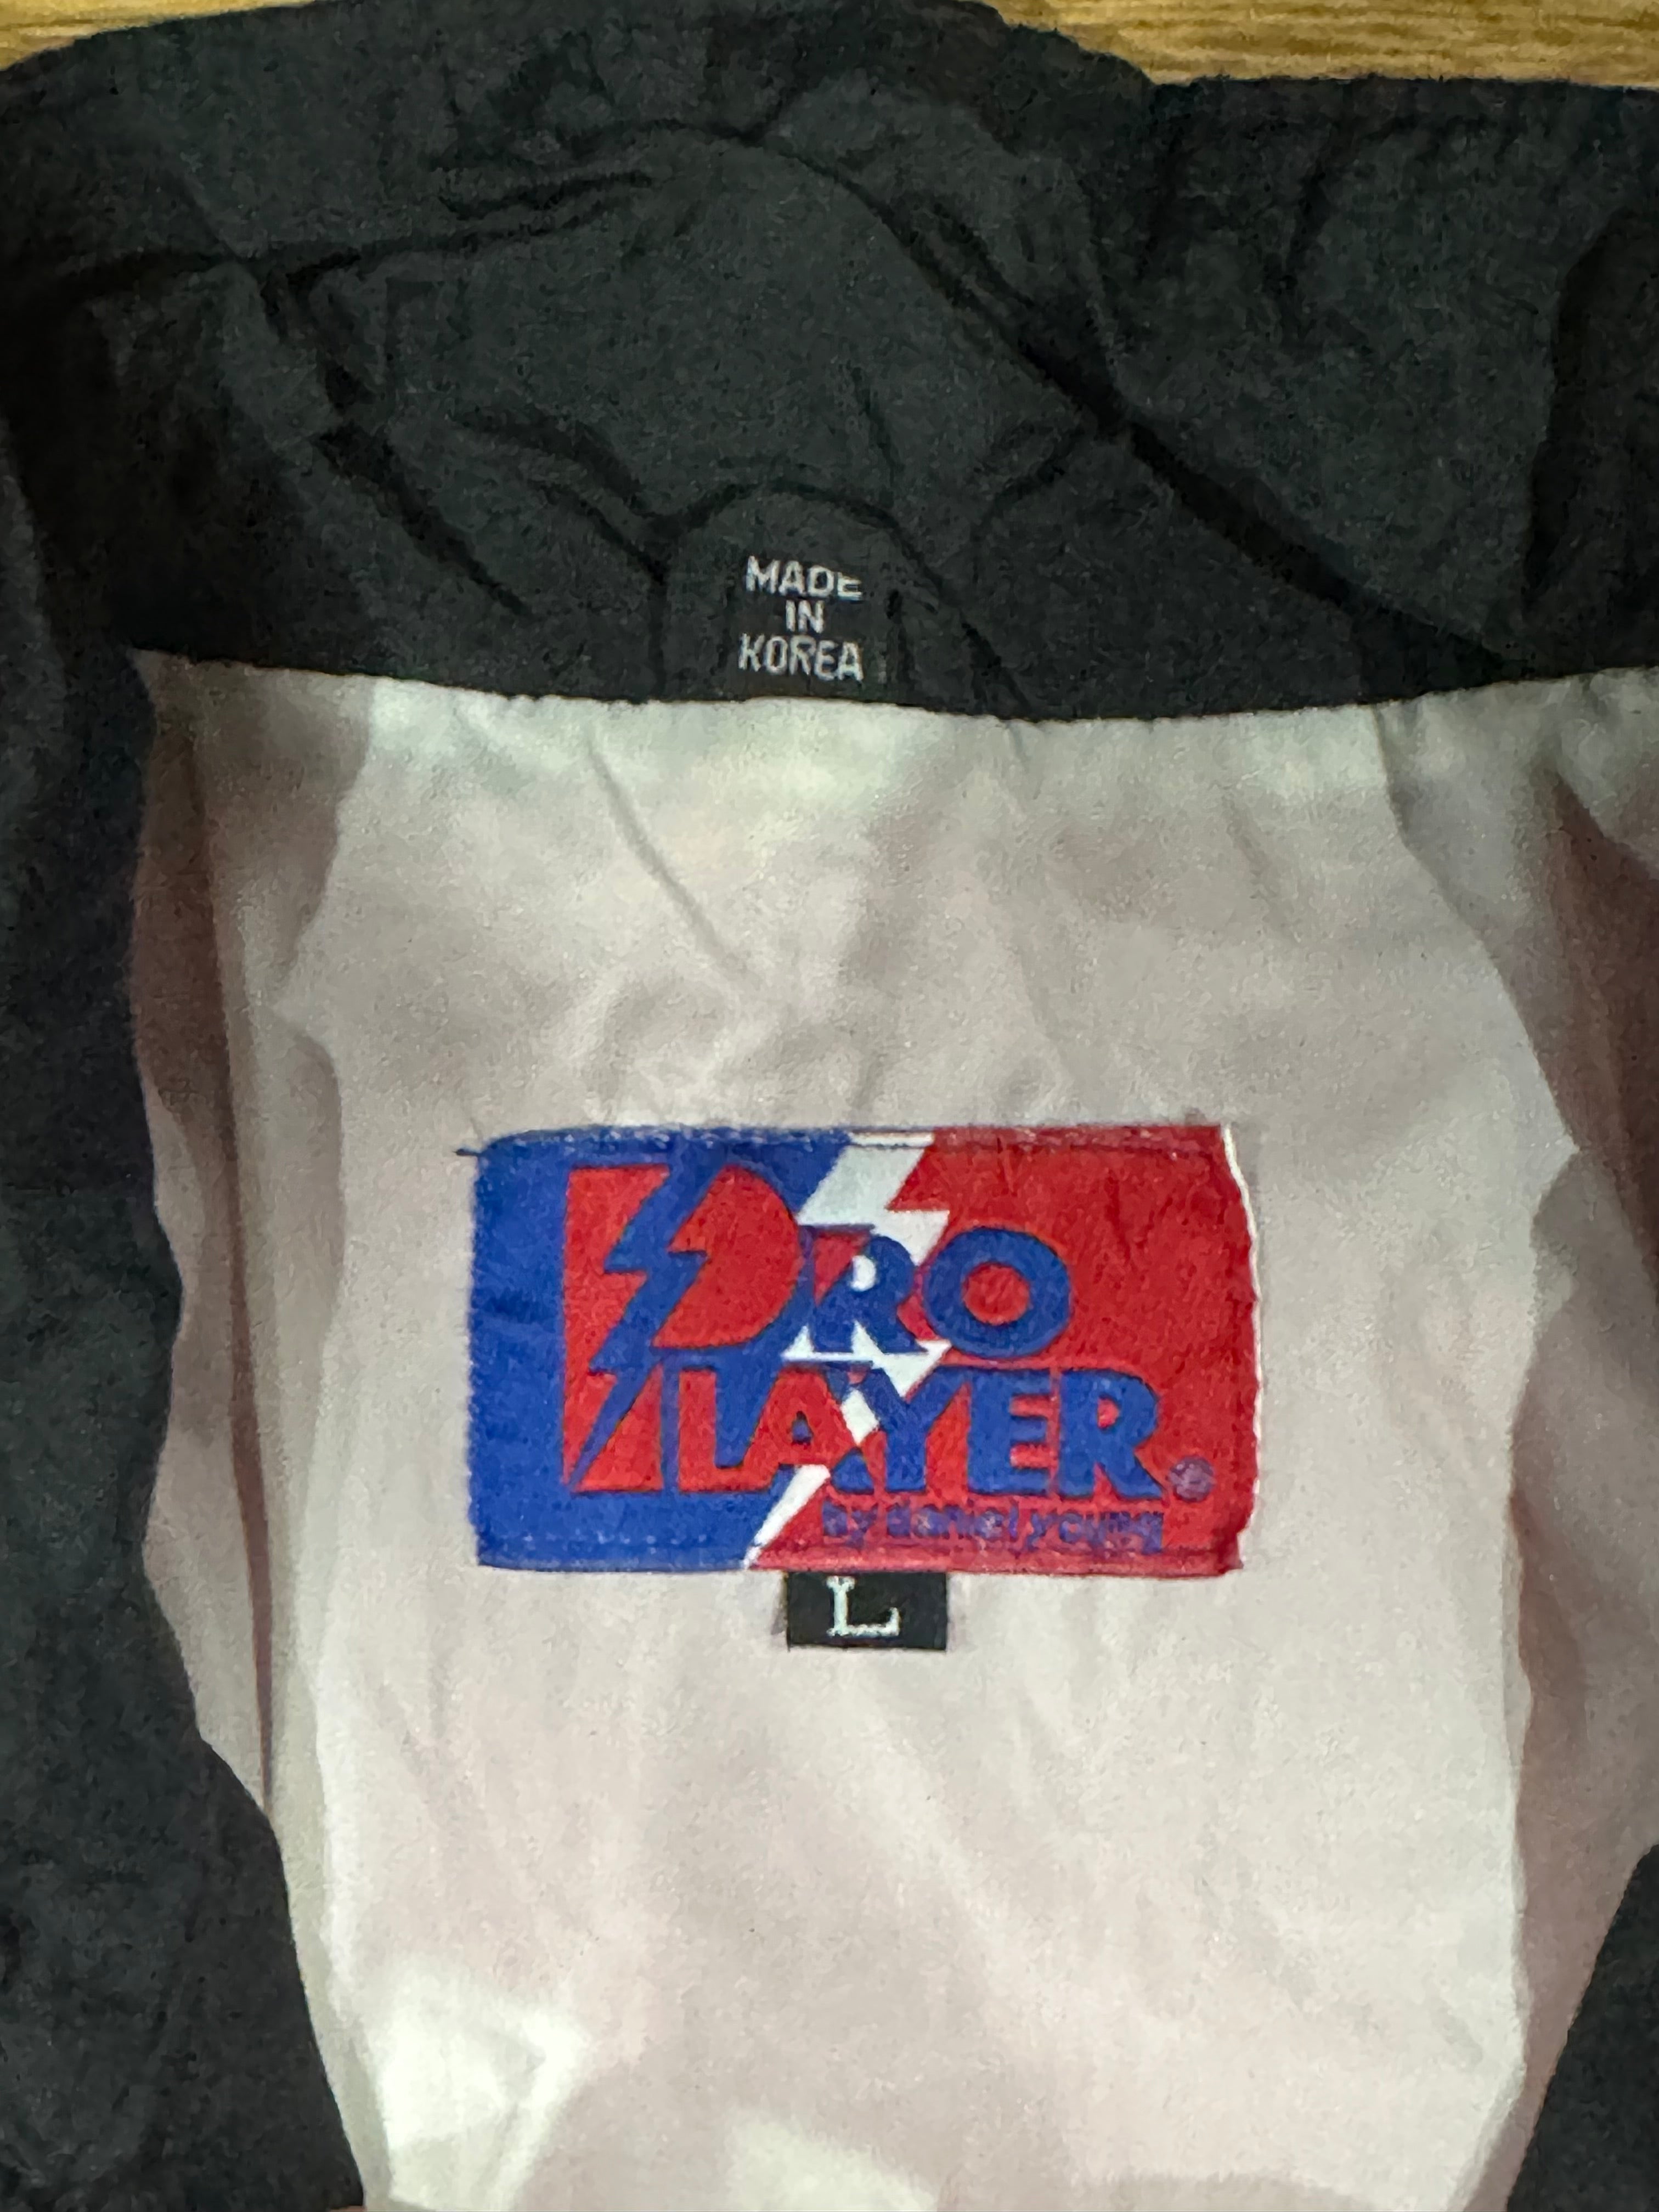 MADE
IN
KOREA
PRO
PLAYER®
by daniel young
L